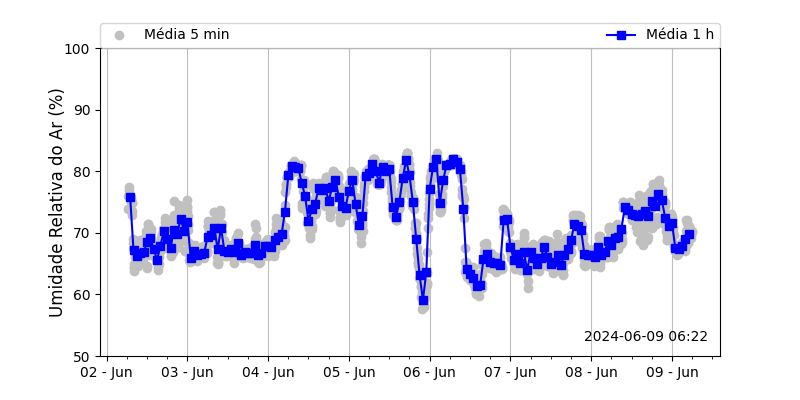 Média 5 min
Média 1 h
Umidade Relativa do Ar (%)
100
90
80
70
60
50
2024-06-09 06:22
02 - Jun
03 - Jun
04 - Jun
05 - Jun
06 - Jun
07 - Jun
08 - Jun
09 - Jun